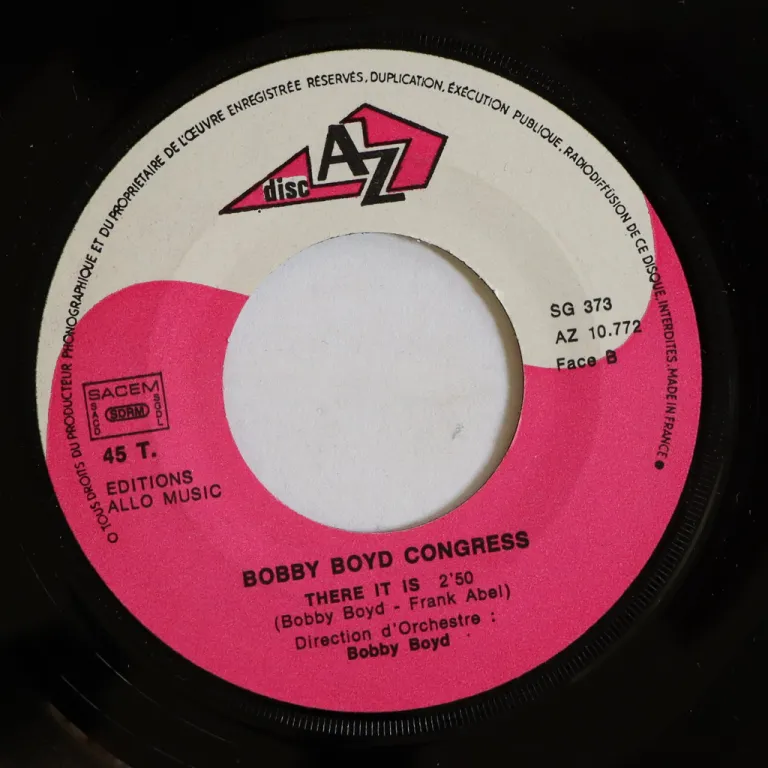 O TOUS DROITS DU PRODUCTEUR PHONOGRAPHIQUE ET DU PROPRIETAIRE DE L'ŒUVRE ENREGISTRÉE RÉSERVÉS, DUPLICATION, EXÉCUTION PUBLIQUE, RADIODIFFUSION DE CE DISQUE, INTERDITES. MADE IN FRANCE ●
disc AZ
SG 373
AZ 10.772
Face B
SACEM
SACD SDRM SGDL
45 T.
EDITIONS
ALLO MUSIC
BOBBY BOYD CONGRESS
THERE IT IS 2'50
(Bobby Boyd - Frank Abel)
Direction d'Orchestre :
Bobby Boyd